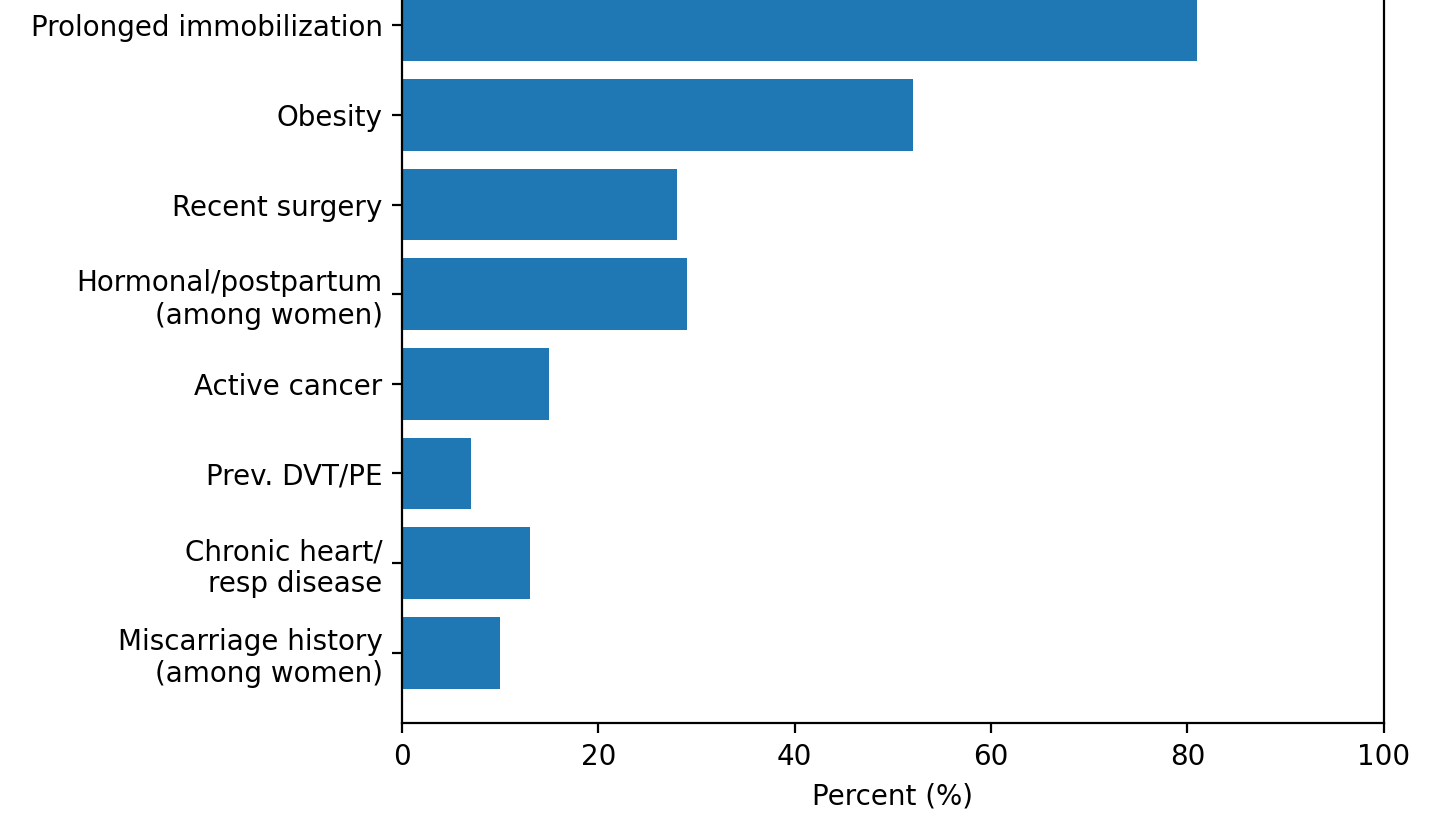 Prolonged immobilization
Obesity
Recent surgery
Hormonal/postpartum
(among women)
Active cancer
Prev. DVT/PE
Chronic heart/
resp disease
Miscarriage history
(among women)
0 20 40 60 80 100
Percent (%)